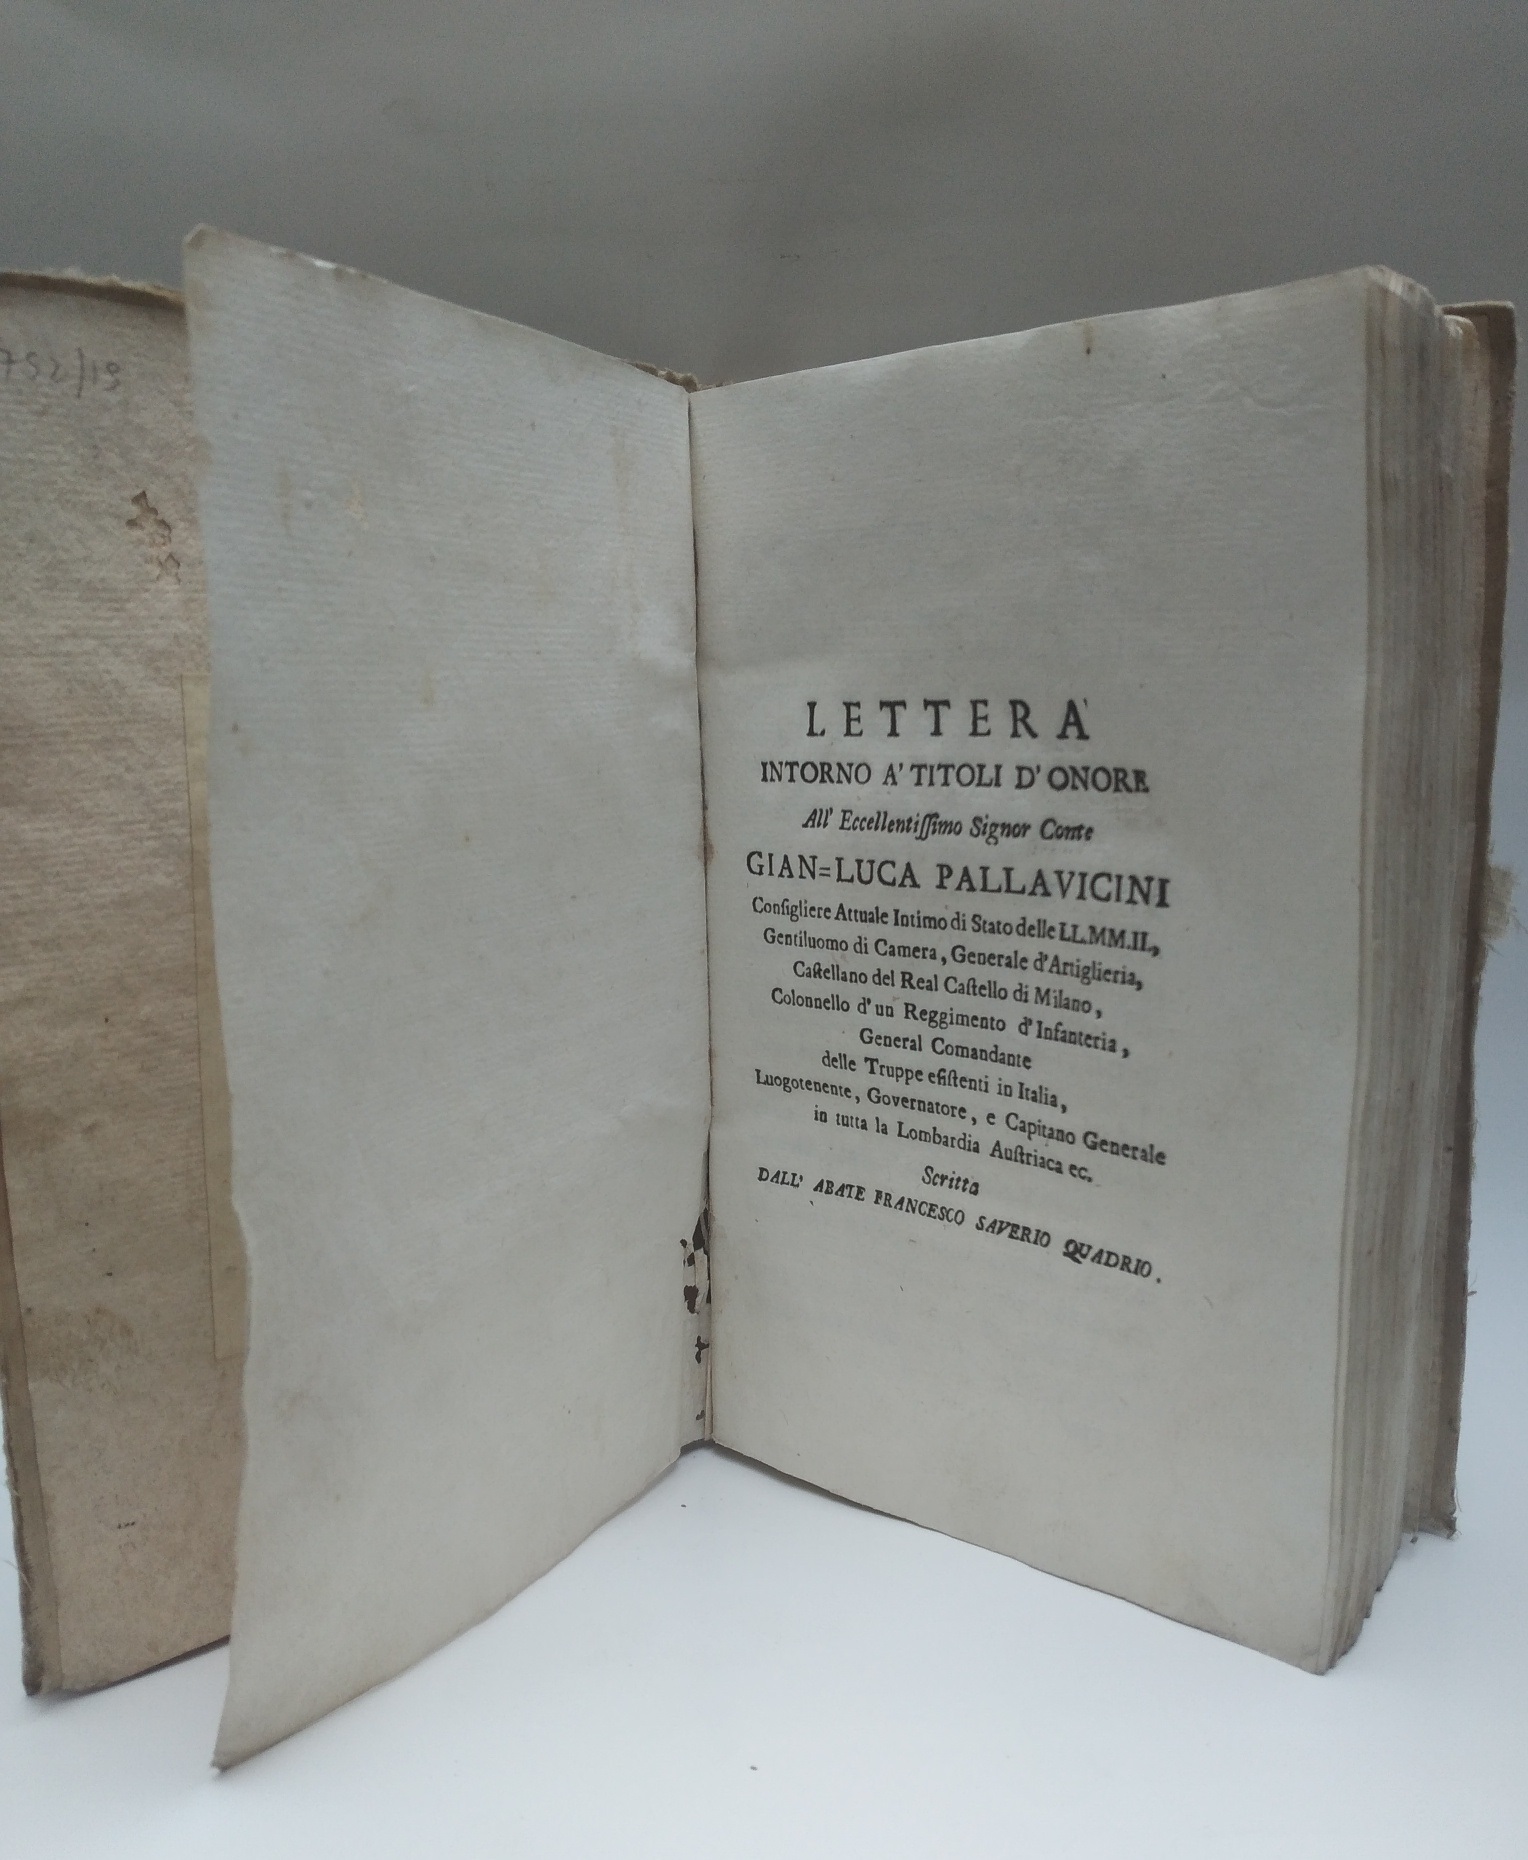 752/19
LETTERA
INTORNO A' TITOLI D' ONORE
All' Eccellentiſſimo Signor Conte
GIAN=LUCA PALLAVICINI
Conſigliere Attuale Intimo di Stato delle LL.MM.II.,
Gentiluomo di Camera, Generale d'Artiglieria,
Caſtellano del Real Caſtello di Milano,
Colonnello d' un Reggimento d' Infanteria,
General Comandante
delle Truppe eſiſtenti in Italia,
Luogotenente, Governatore, e Capitano Generale
in tutta la Lombardia Auſtriaca ec.
Scritta
DALL' ABATE FRANCESCO SAVERIO QUADRIO.